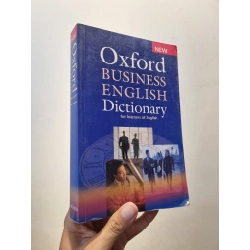 NEW
Oxford
BUSINESS
ENGLISH
Dictionary
for learners of English